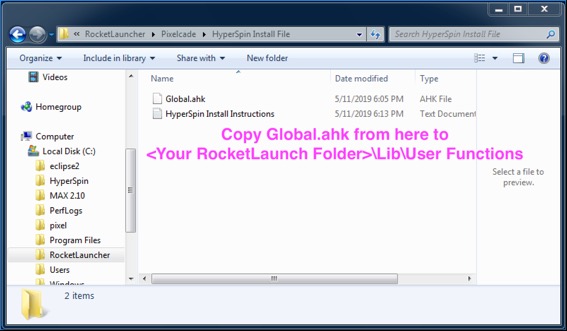 « RocketLauncher ▸ Pixelcade ▸ HyperSpin Install File
Search HyperSpin Install File
Organize ▾ Include in library ▾ Share with ▾ New folder
Videos
Homegroup
Computer
Local Disk (C:)
eclipse2
HyperSpin
MAX 2.10
PerfLogs
pixel
Program Files
RocketLauncher
Users
Windows
Name Date modified Type
Global.ahk 5/11/2019 6:05 PM AHK File
HyperSpin Install Instructions 5/11/2019 6:13 PM Text Document
Copy Global.ahk from here to
<Your RocketLaunch Folder>\Lib\User Functions
Select a file to
preview.
2 items